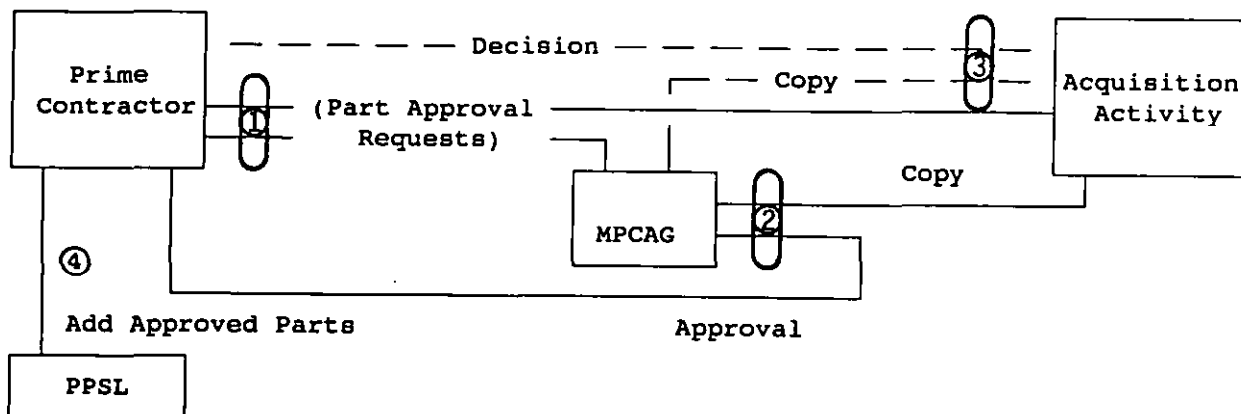 Decision
Prime
Contractor
①
(Part Approval
Requests)
Copy
③
Acquisition
Activity
Copy
MPCAG
②
④
Add Approved Parts
Approval
PPSL